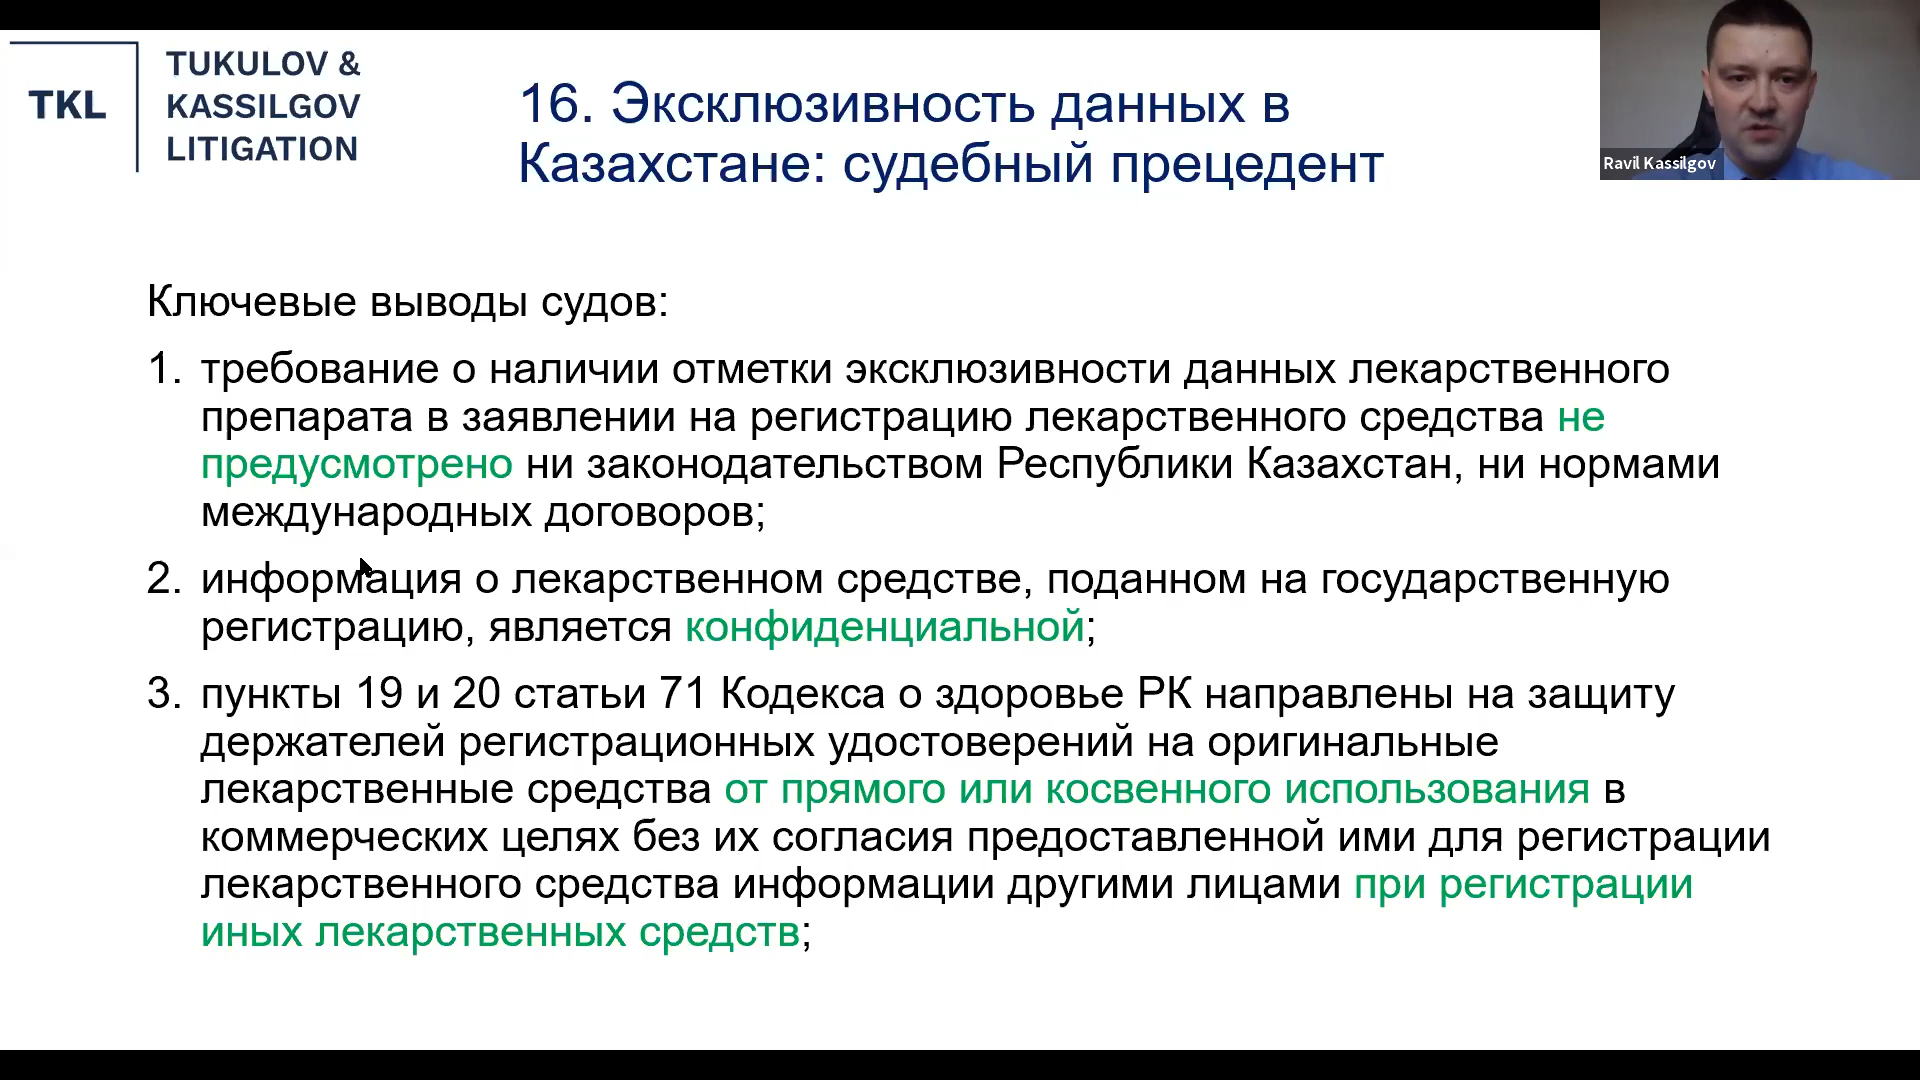 TKL
TUKULOV &
KASSILGOV
LITIGATION
16. Эксклюзивность данных в
Казахстане: судебный прецедент
Ravil Kassilgov
Ключевые выводы судов:
1. требование о наличии отметки эксклюзивности данных лекарственного
препарата в заявлении на регистрацию лекарственного средства не
предусмотрено ни законодательством Республики Казахстан, ни нормами
международных договоров;
2. информация о лекарственном средстве, поданном на государственную
регистрацию, является конфиденциальной;
3. пункты 19 и 20 статьи 71 Кодекса о здоровье РК направлены на защиту
держателей регистрационных удостоверений на оригинальные
лекарственные средства от прямого или косвенного использования в
коммерческих целях без их согласия предоставленной ими для регистрации
лекарственного средства информации другими лицами при регистрации
иных лекарственных средств;